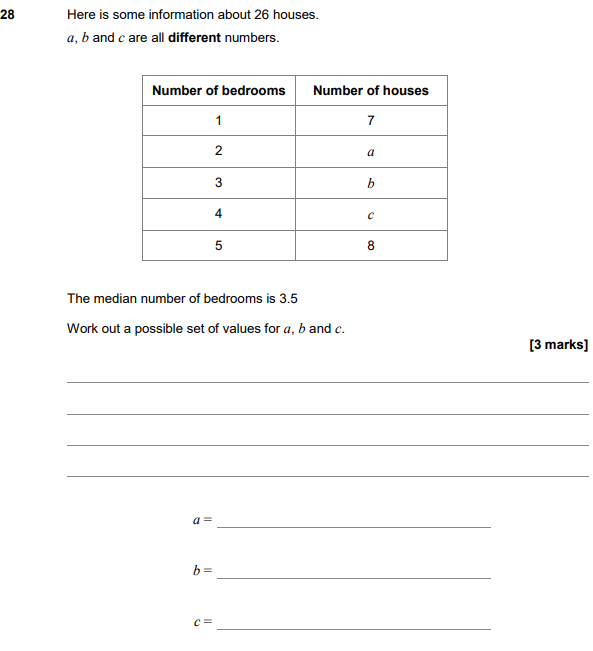 28 Here is some information about 26 houses.
a, b and c are all different numbers.
Number of bedrooms Number of houses
1 7
2 a
3 b
4 c
5 8
The median number of bedrooms is 3.5
Work out a possible set of values for a, b and c.
[3 marks]
a =
b =
c =